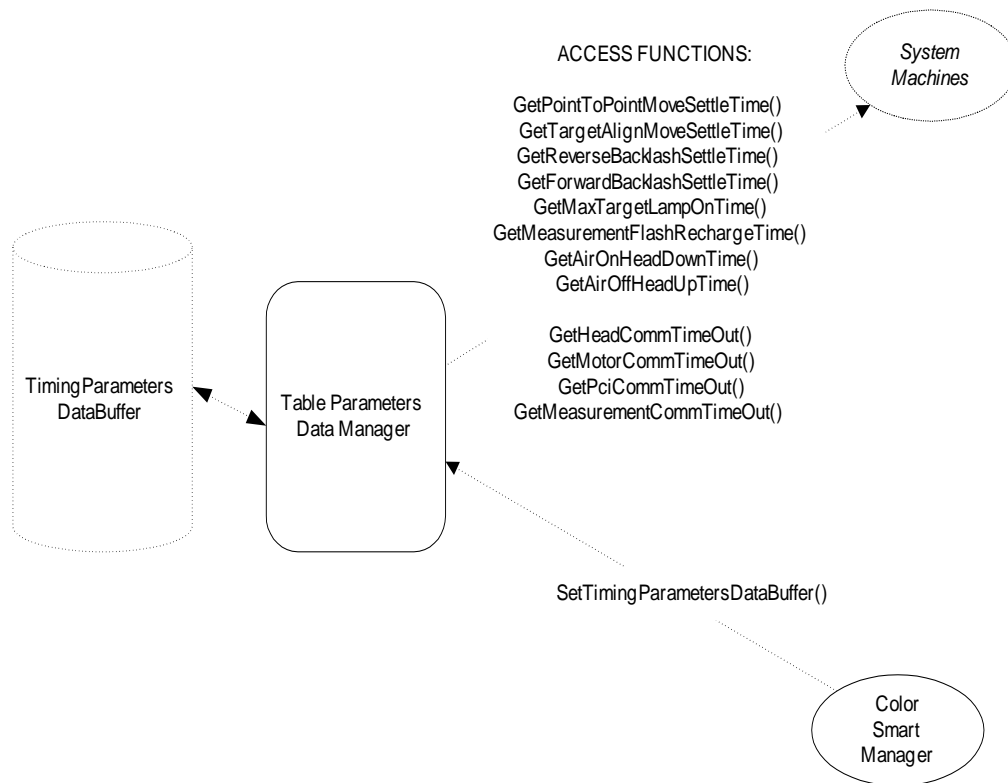 ACCESS FUNCTIONS:
System
Machines
GetPointToPointMoveSettleTime()
GetTargetAlignMoveSettleTime()
GetReverseBacklashSettleTime()
GetForwardBacklashSettleTime()
GetMaxTargetLampOnTime()
GetMeasurementFlashRechargeTime()
GetAirOnHeadDownTime()
GetAirOffHeadUpTime()
GetHeadCommTimeOut()
GetMotorCommTimeOut()
GetPciCommTimeOut()
GetMeasurementCommTimeOut()
TimingParameters
DataBuffer
Table Parameters
Data Manager
SetTimingParametersDataBuffer()
Color
Smart
Manager